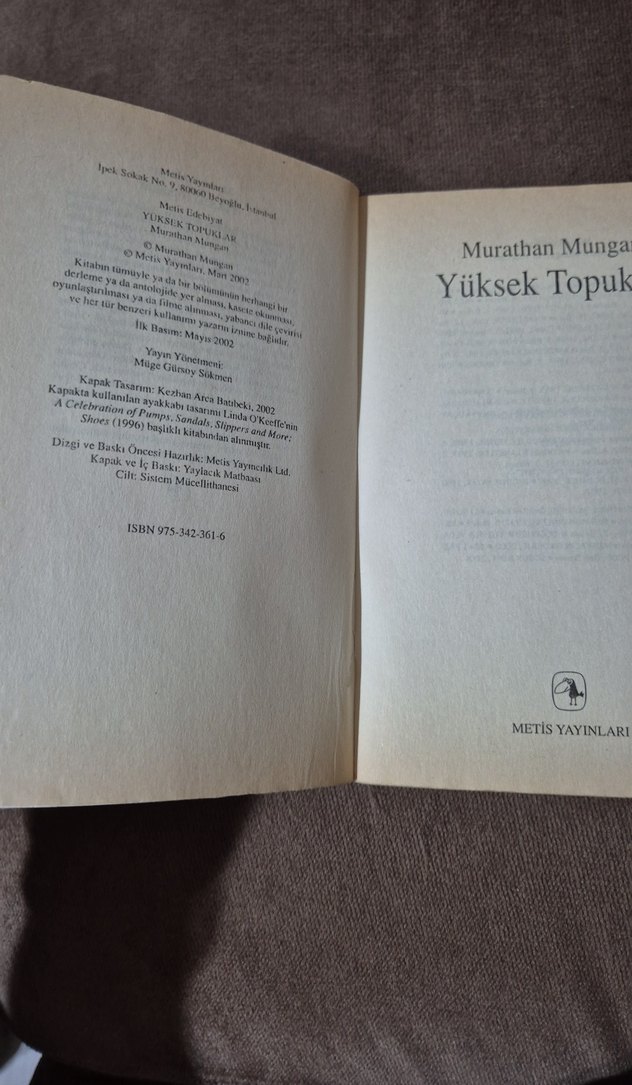 Metis Yayınları
İpek Sokak No. 9, 80060 Beyoğlu, İstanbul
Metis Edebiyat
YÜKSEK TOPUKLAR
Murathan Mungan
© Murathan Mungan
© Metis Yayınları, Mart 2002
Kitabın tümüyle ya da bir bölümünün herhangi bir
derleme ya da antolojide yer alması, kasete okunması,
oyunlaştırılması ya da filme alınması, yabancı dile çevirisi
ve her tür benzeri kullanımı yazarın iznine bağlıdır.
İlk Basım: Mayıs 2002
Yayın Yönetmeni:
Müge Gürsoy Sökmen
Kapak Tasarım: Kezban Arca Batıbeki, 2002
Kapakta kullanılan ayakkabı tasarımı Linda O'Keeffe'nin
A Celebration of Pumps, Sandals, Slippers and More;
Shoes (1996) başlıklı kitabından alınmıştır.
Dizgi ve Baskı Öncesi Hazırlık: Metis Yayıncılık Ltd.
Kapak ve İç Baskı: Yaylacık Matbaası
Cilt: Sistem Mücellithanesi
ISBN 975-342-361-6
Murathan Mungan
Yüksek Topuk
METİS YAYINLARI